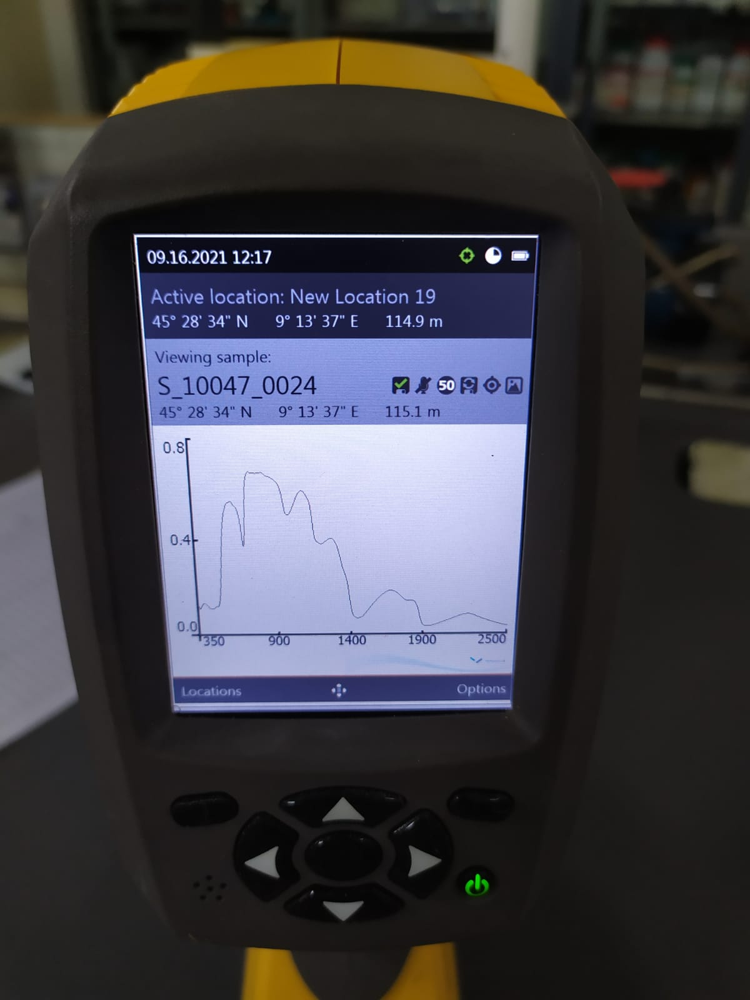 09.16.2021 12:17
Active location: New Location 19
45° 28' 34" N 9° 13' 37" E 114.9 m
Viewing sample:
S_10047_0024 50
45° 28' 34" N 9° 13' 37" E 115.1 m
0.8
0.4
0.0
350 900 1400 1900 2500
Locations Options